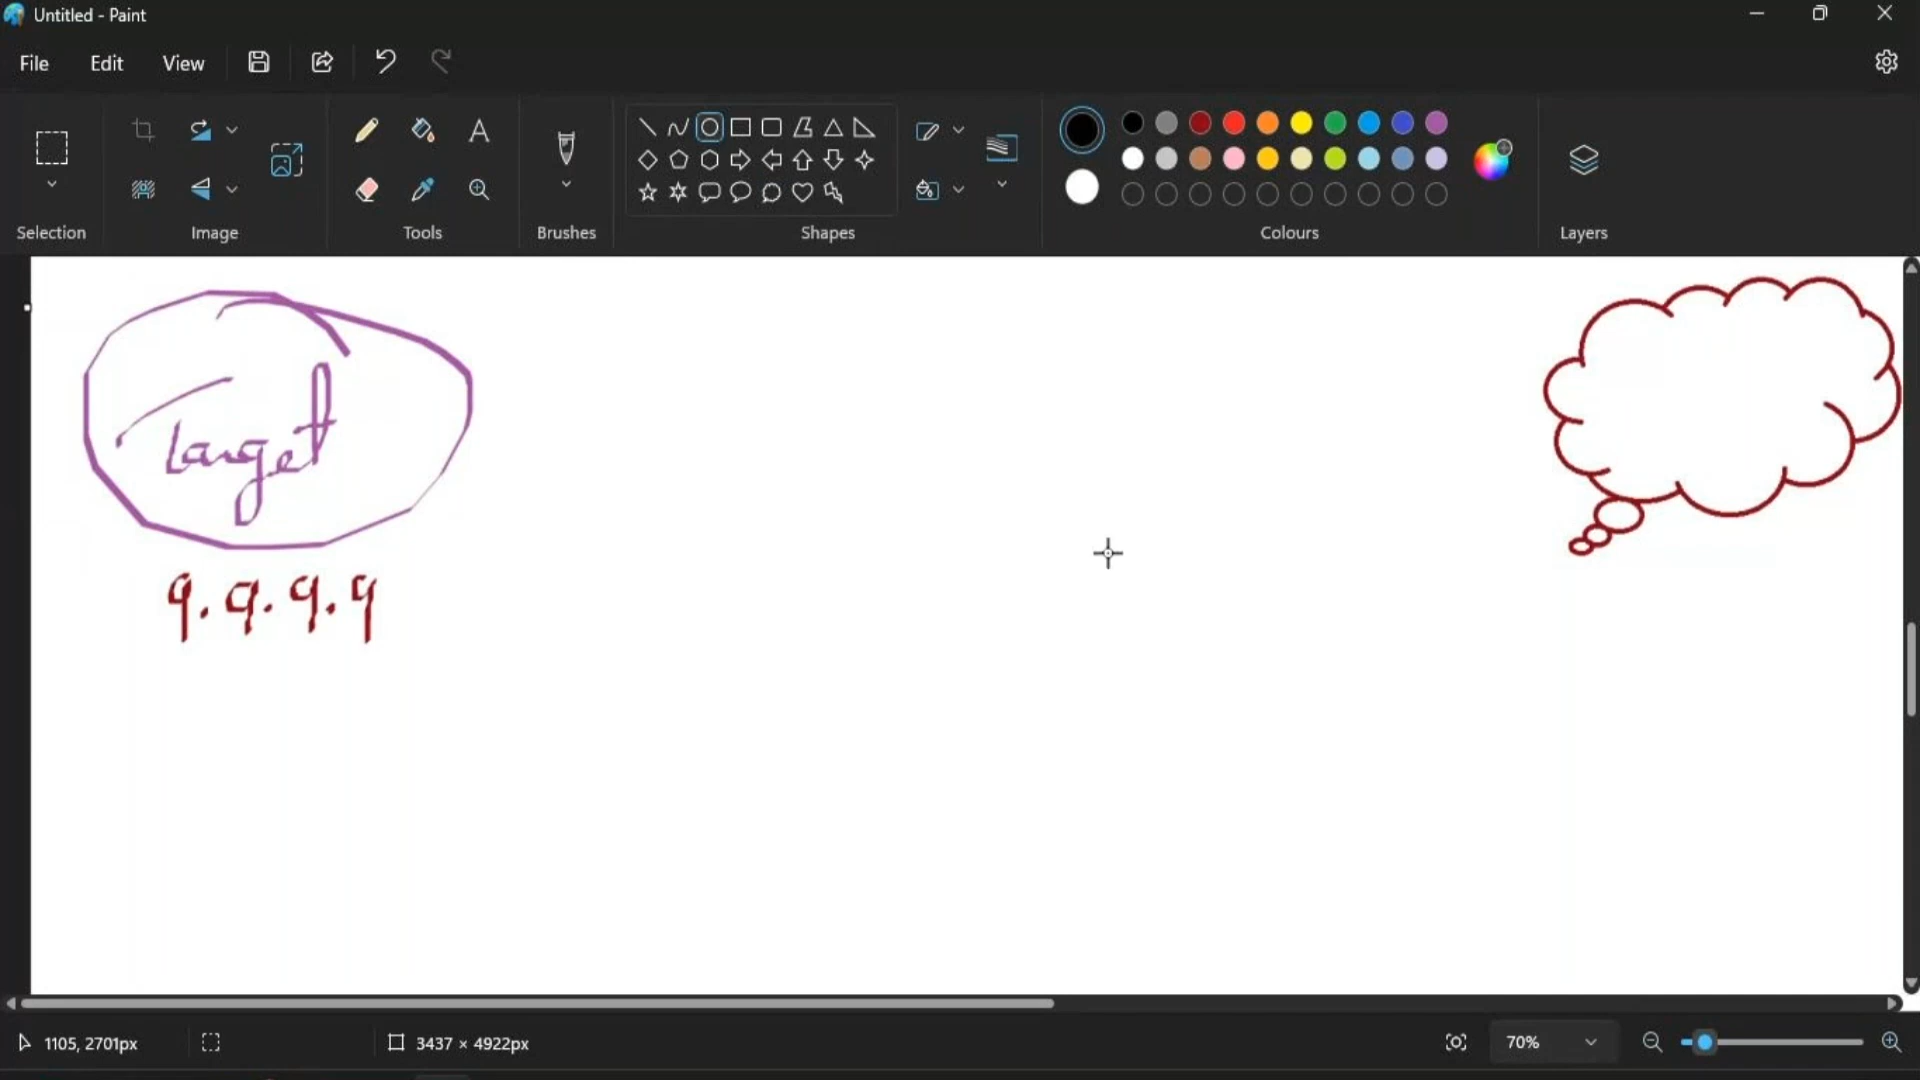 Untitled - Paint
File Edit View
Selection Image Tools Brushes Shapes Colours Layers
Target
9.9.9.9
1105, 2701px 3437 × 4922px 70%